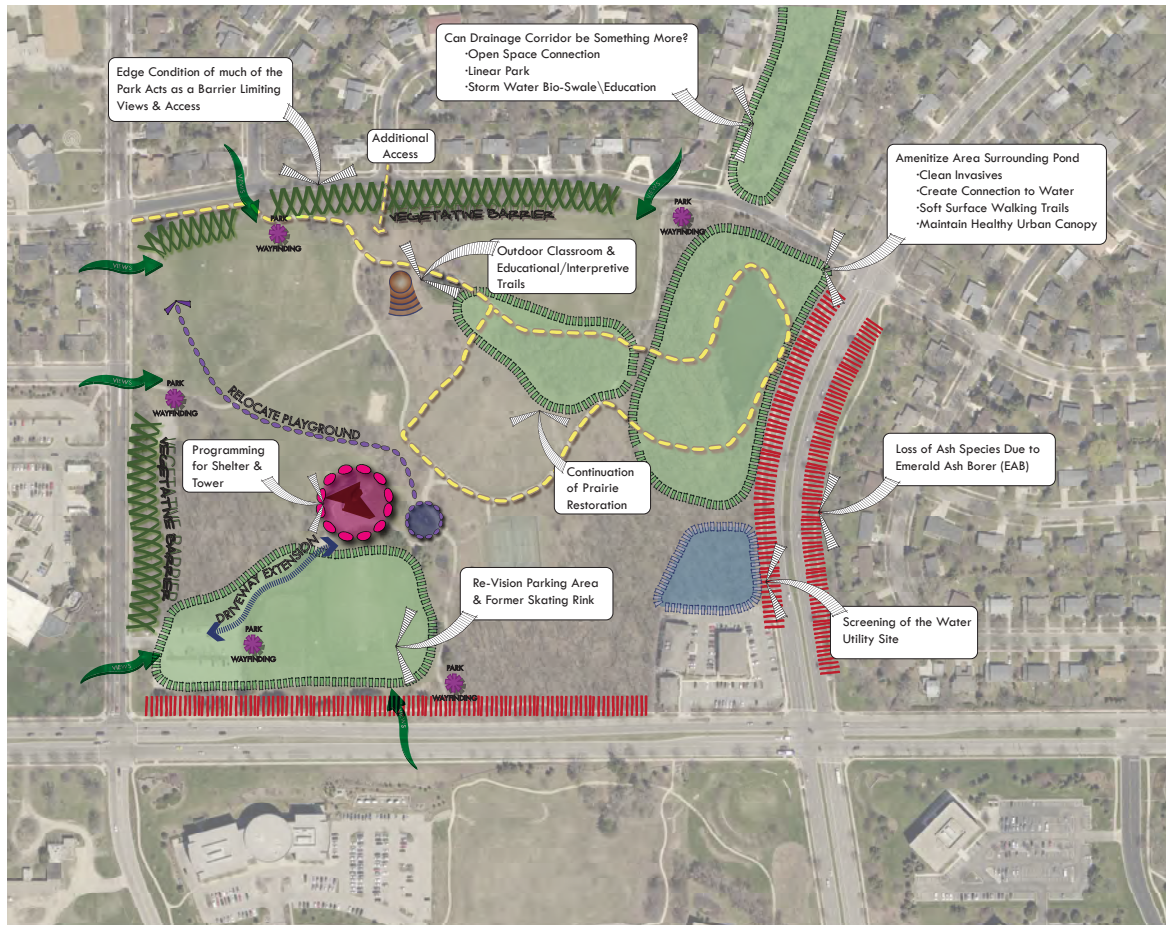 Can Drainage Corridor be Something More?
·Open Space Connection
·Linear Park
·Storm Water Bio-Swale\Education
Edge Condition of much of the
Park Acts as a Barrier Limiting
Views & Access
Additional
Access
Amenitize Area Surrounding Pond
·Clean Invasives
·Create Connection to Water
·Soft Surface Walking Trails
·Maintain Healthy Urban Canopy
VIEWS
VIEWS
PARK
WAYFINDING
VEGETATIVE BARRIER
PARK
WAYFINDING
VIEWS
Outdoor Classroom &
Educational/Interpretive
Trails
VIEWS
PARK
WAYFINDING
RELOCATE PLAYGROUND
VEGETATIVE BARRIER
Programming
for Shelter &
Tower
Continuation
of Prairie
Restoration
Loss of Ash Species Due to
Emerald Ash Borer (EAB)
DRIVEWAY EXTENSION
Re-Vision Parking Area
& Former Skating Rink
Screening of the Water
Utility Site
PARK
WAYFINDING
VIEWS
PARK
WAYFINDING
VIEWS